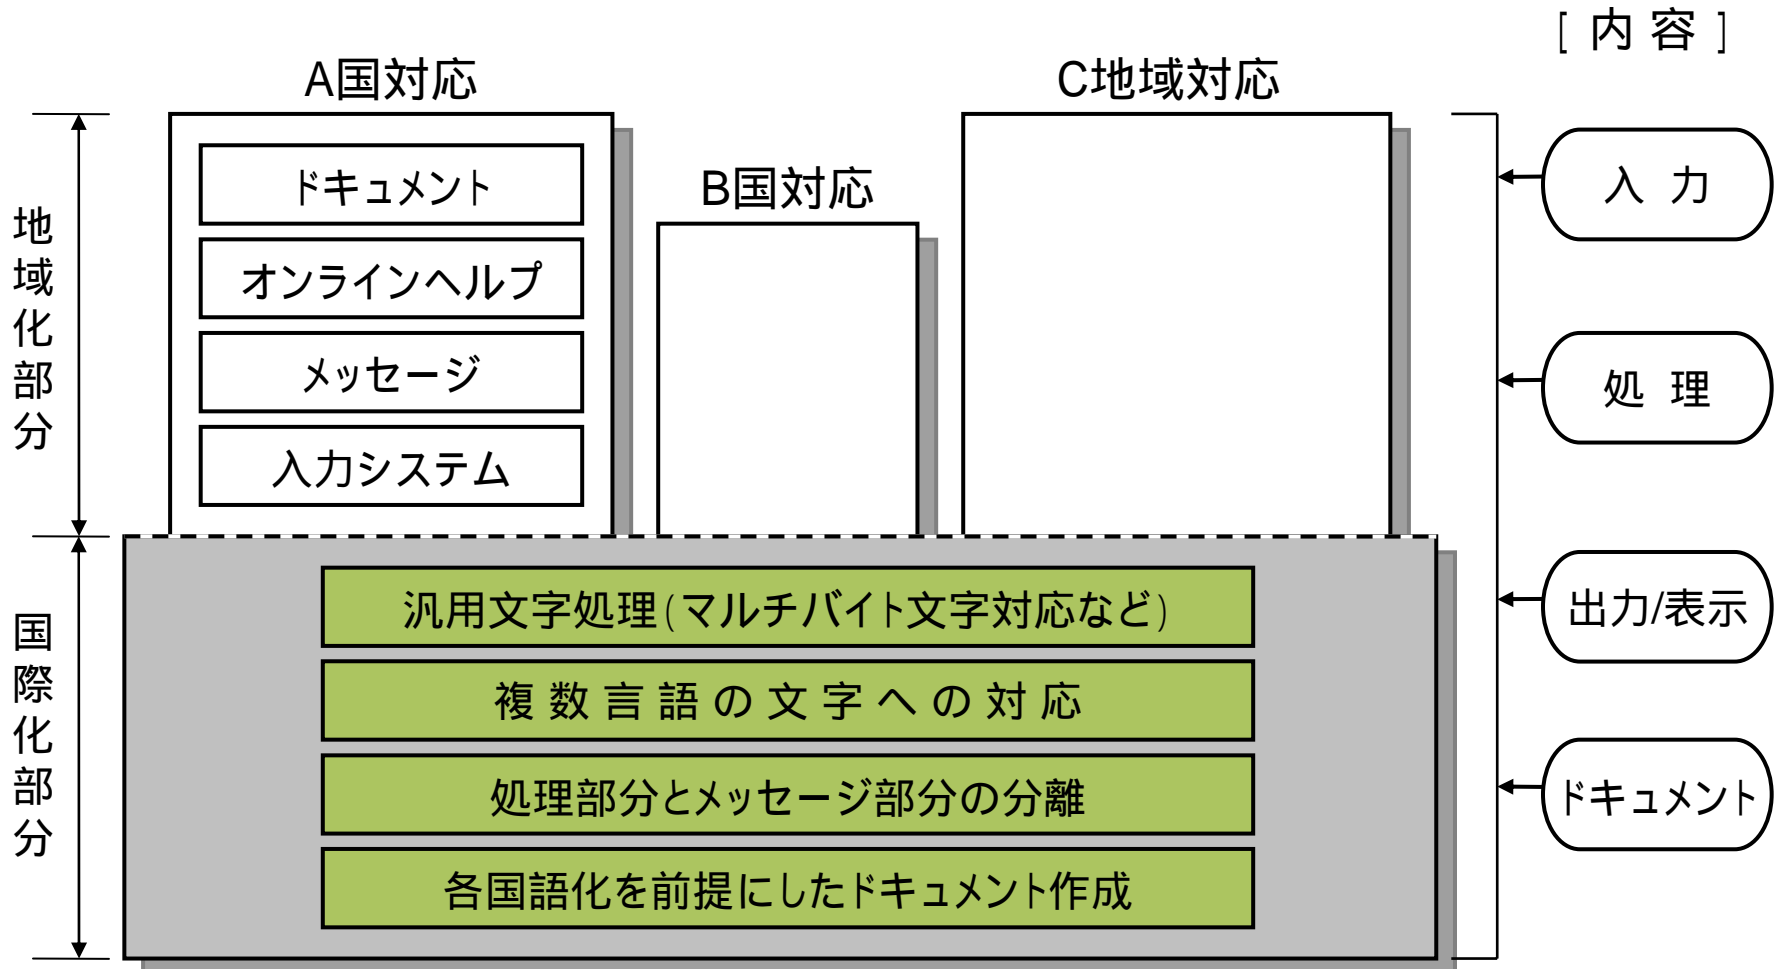 [ 内 容 ]
A国対応
C地域対応
B国対応
地域化部分
ドキュメント
オンラインヘルプ
メッセージ
入力システム
国際化部分
汎用文字処理(マルチバイト文字対応など)
複 数 言 語 の 文 字 へ の 対 応
処理部分とメッセージ部分の分離
各国語化を前提にしたドキュメント作成
入 力
処 理
出力/表示
ドキュメント